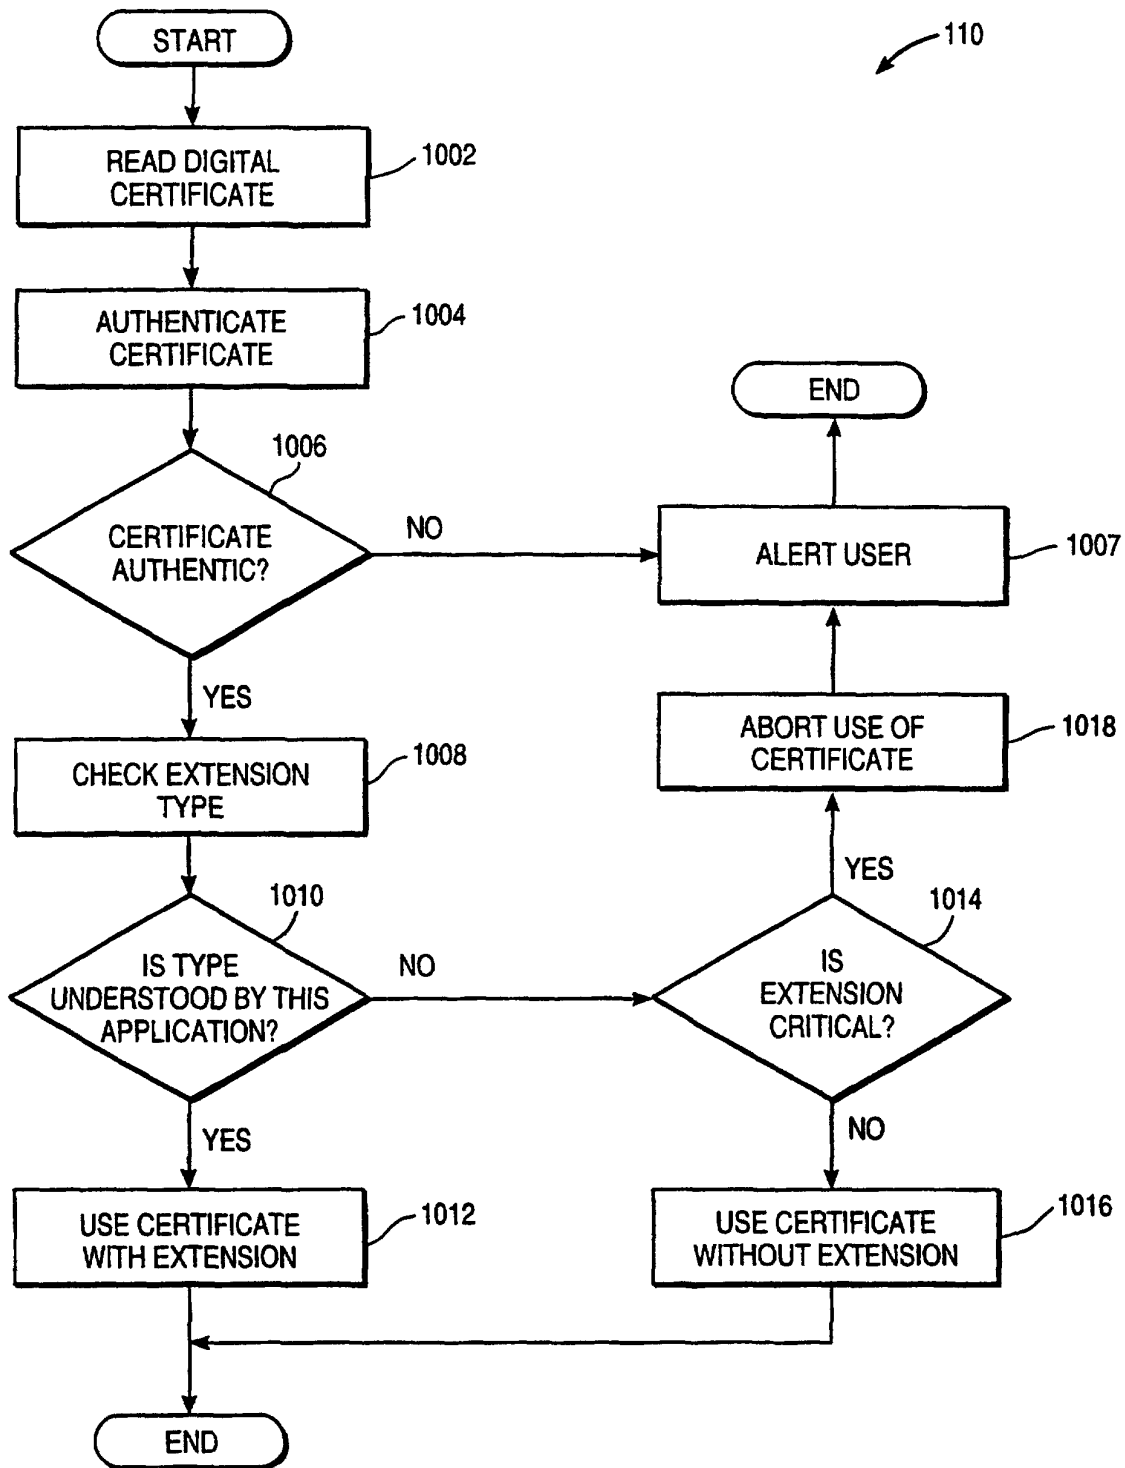 START
110
READ DIGITAL
CERTIFICATE
1002
AUTHENTICATE
CERTIFICATE
1004
END
1006
CERTIFICATE
AUTHENTIC?
NO
ALERT USER
1007
YES
ABORT USE OF
CERTIFICATE
1018
CHECK EXTENSION
TYPE
1008
YES
1010
1014
IS TYPE
UNDERSTOOD BY THIS
APPLICATION?
NO
IS
EXTENSION
CRITICAL?
YES
NO
USE CERTIFICATE
WITH EXTENSION
1012
USE CERTIFICATE
WITHOUT EXTENSION
1016
END